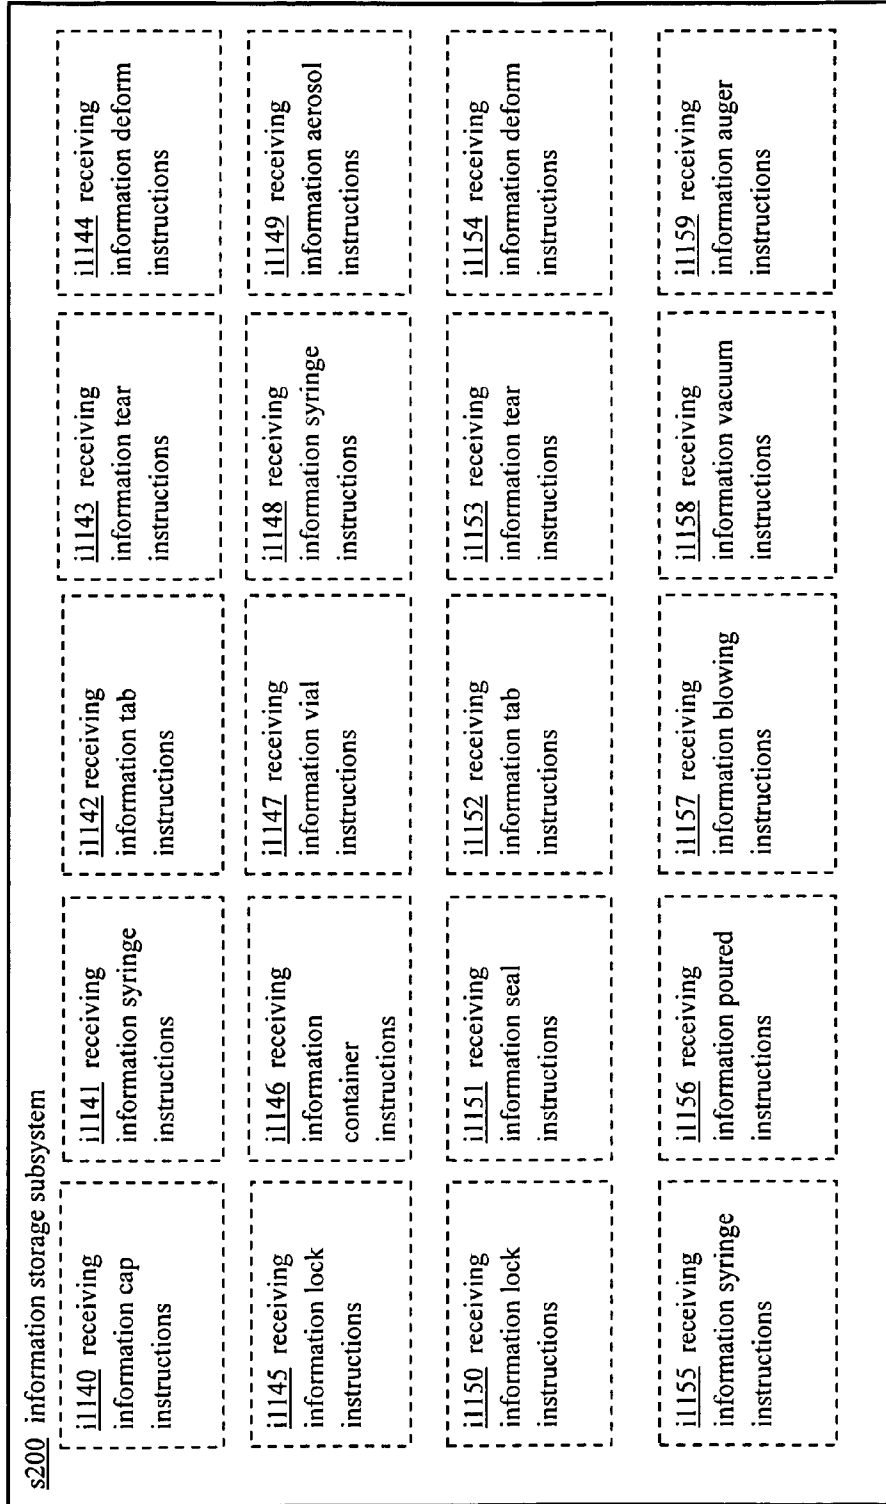 s200 information storage subsystem
i1140 receiving
information cap
instructions
i1141 receiving
information syringe
instructions
i1142 receiving
information tab
instructions
i1143 receiving
information tear
instructions
i1144 receiving
information deform
instructions
i1145 receiving
information lock
instructions
i1146 receiving
information
container
instructions
i1147 receiving
information vial
instructions
i1148 receiving
information syringe
instructions
i1149 receiving
information aerosol
instructions
i1150 receiving
information lock
instructions
i1151 receiving
information seal
instructions
i1152 receiving
information tab
instructions
i1153 receiving
information tear
instructions
i1154 receiving
information deform
instructions
i1155 receiving
information syringe
instructions
i1156 receiving
information poured
instructions
i1157 receiving
information blowing
instructions
i1158 receiving
information vacuum
instructions
i1159 receiving
information auger
instructions